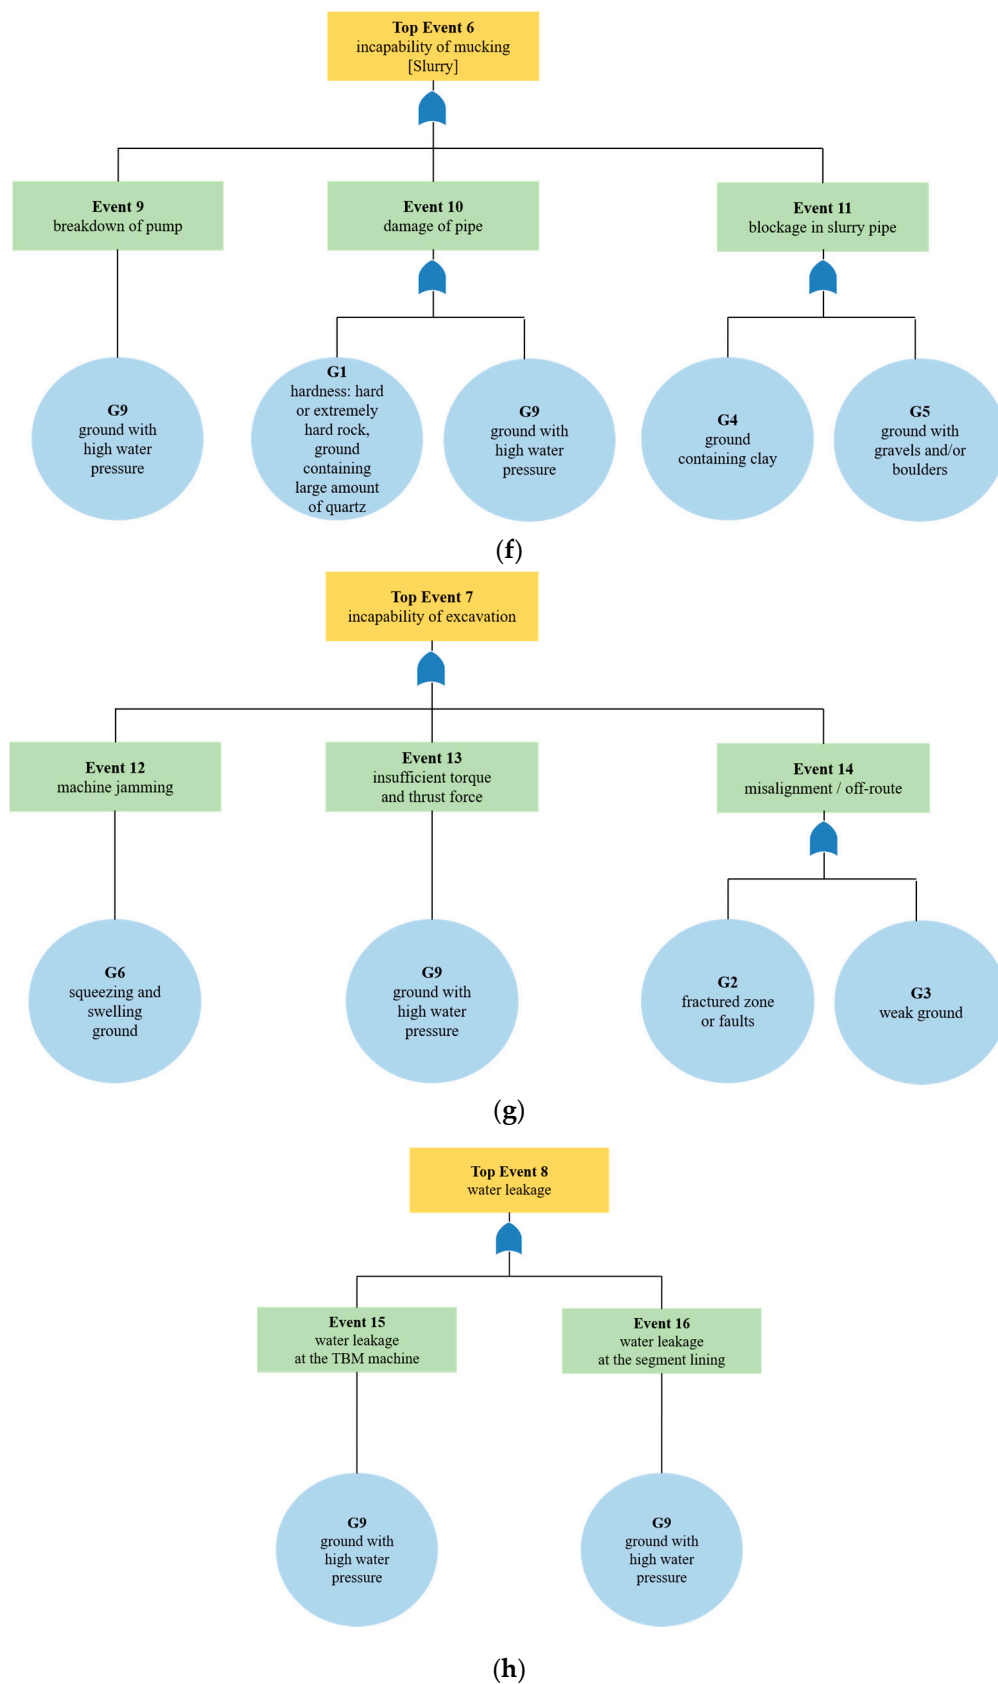 Top Event 6
incapability of mucking
[Slurry]
Event 9
breakdown of pump
Event 10
damage of pipe
Event 11
blockage in slurry pipe
G9
ground with
high water
pressure
G1
hardness: hard
or extremely
hard rock,
ground
containing
large amount
of quartz
G9
ground with
high water
pressure
G4
ground
containing clay
G5
ground with
gravels and/or
boulders
(f)
Top Event 7
incapability of excavation
Event 12
machine jamming
Event 13
insufficient torque
and thrust force
Event 14
misalignment / off-route
G6
squeezing and
swelling
ground
G9
ground with
high water
pressure
G2
fractured zone
or faults
G3
weak ground
(g)
Top Event 8
water leakage
Event 15
water leakage
at the TBM machine
Event 16
water leakage
at the segment lining
G9
ground with
high water
pressure
G9
ground with
high water
pressure
(h)